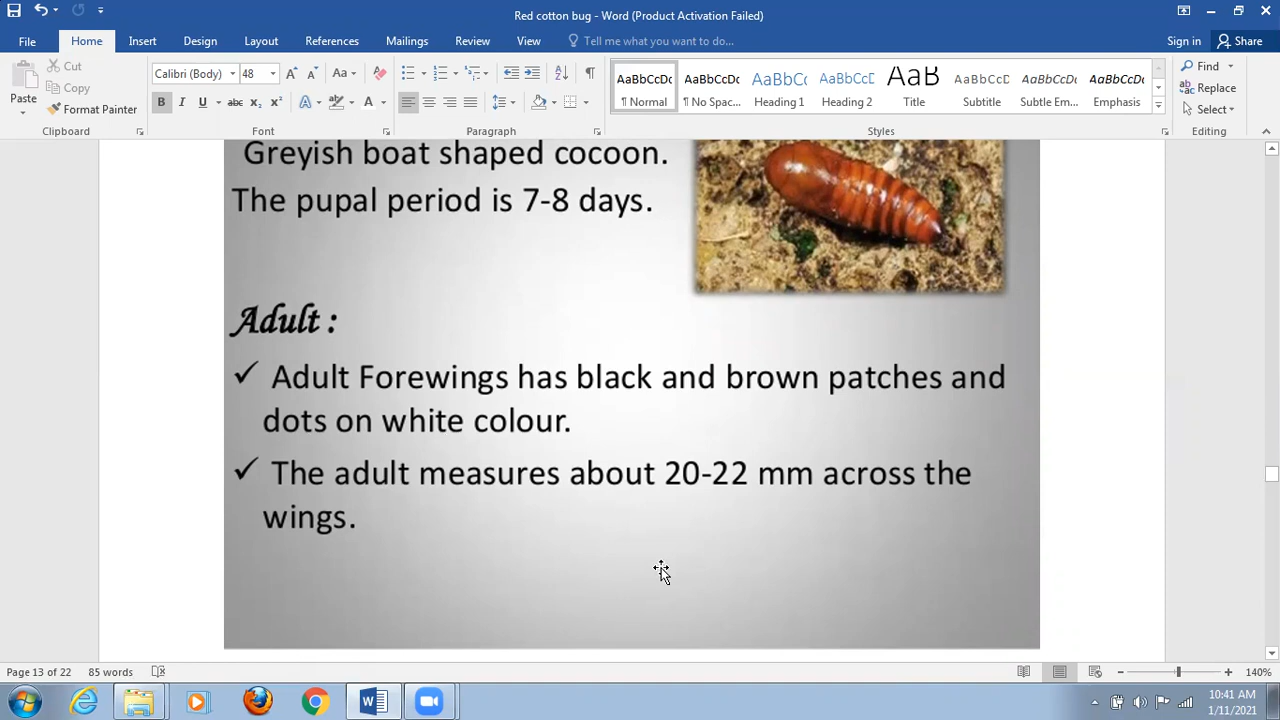 Red cotton bug - Word (Product Activation Failed)
File Home Insert Design Layout References Mailings Review View Tell me what you want to do... Sign in Share
Paste Cut Copy Format Painter
Calibri (Body) 48
AaBbCcDc AaBbCcDc AaBbCc AaBbCcD AaB AaBbCcD AaBbCcDc AaBbCcDc
¶ Normal ¶ No Spac... Heading 1 Heading 2 Title Subtitle Subtle Em... Emphasis
Find
Replace
Select
Clipboard Font Paragraph Styles Editing
Greyish boat shaped cocoon.
The pupal period is 7-8 days.
Adult :
✓ Adult Forewings has black and brown patches and
dots on white colour.
✓ The adult measures about 20-22 mm across the
wings.
Page 13 of 22 85 words 140%
10:41 AM
1/11/2021